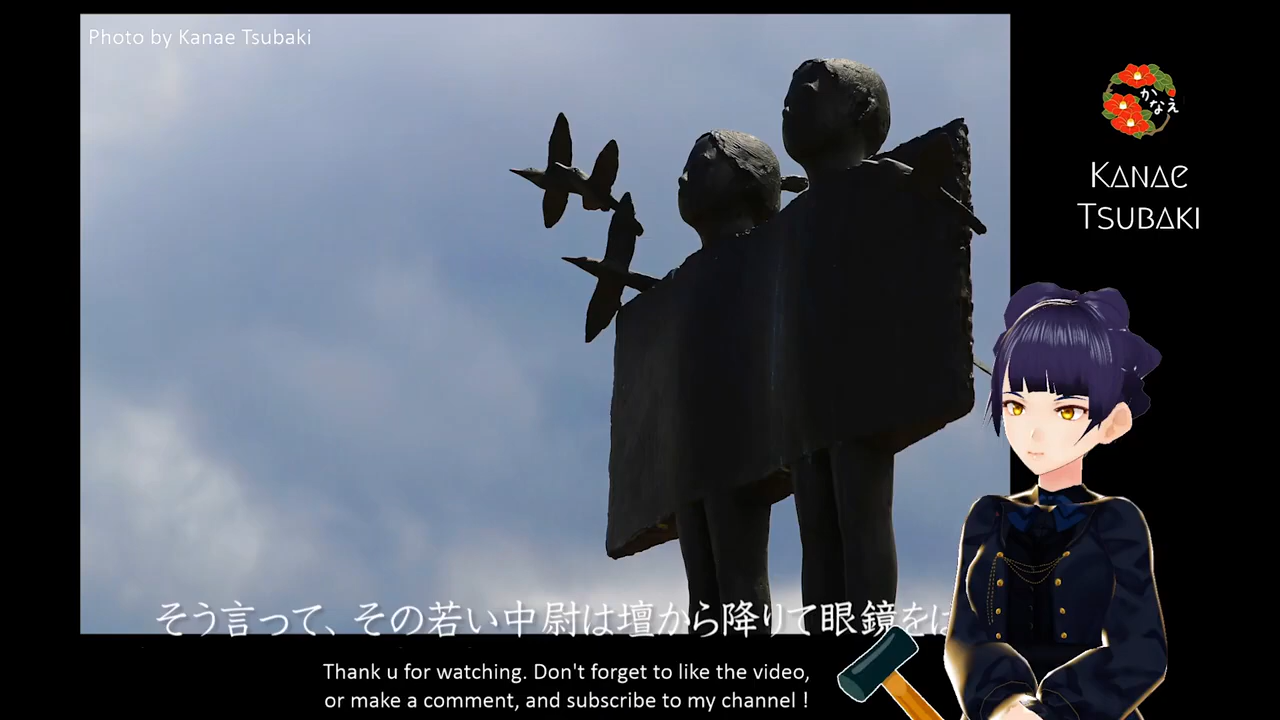 Photo by Kanae Tsubaki
かなえ
KANAE
TSUBAKI
そう言って、その若い中尉は壇から降りて眼鏡を
Thank u for watching. Don't forget to like the video,
or make a comment, and subscribe to my channel !